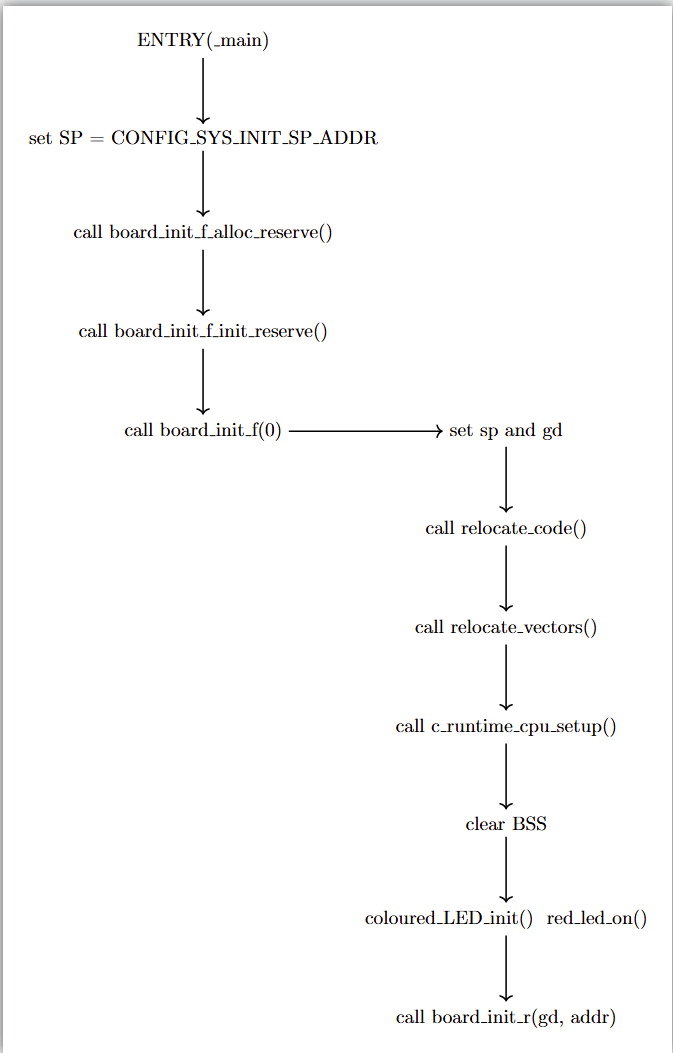 ENTRY(_main)
set SP = CONFIG_SYS_INIT_SP_ADDR
call board_init_f_alloc_reserve()
call board_init_f_init_reserve()
call board_init_f(0)
set sp and gd
call relocate_code()
call relocate_vectors()
call c_runtime_cpu_setup()
clear BSS
coloured_LED_init() red_led_on()
call board_init_r(gd, addr)